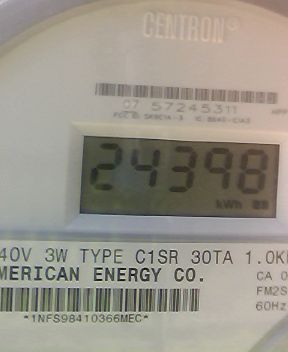 CENTRON®
07 57245311
24398
kWh
40V 3W TYPE C1SR 30TA 1.0K
MERICAN ENERGY CO.
CA 0
FM2S
60Hz
*1NFS98410366MEC*